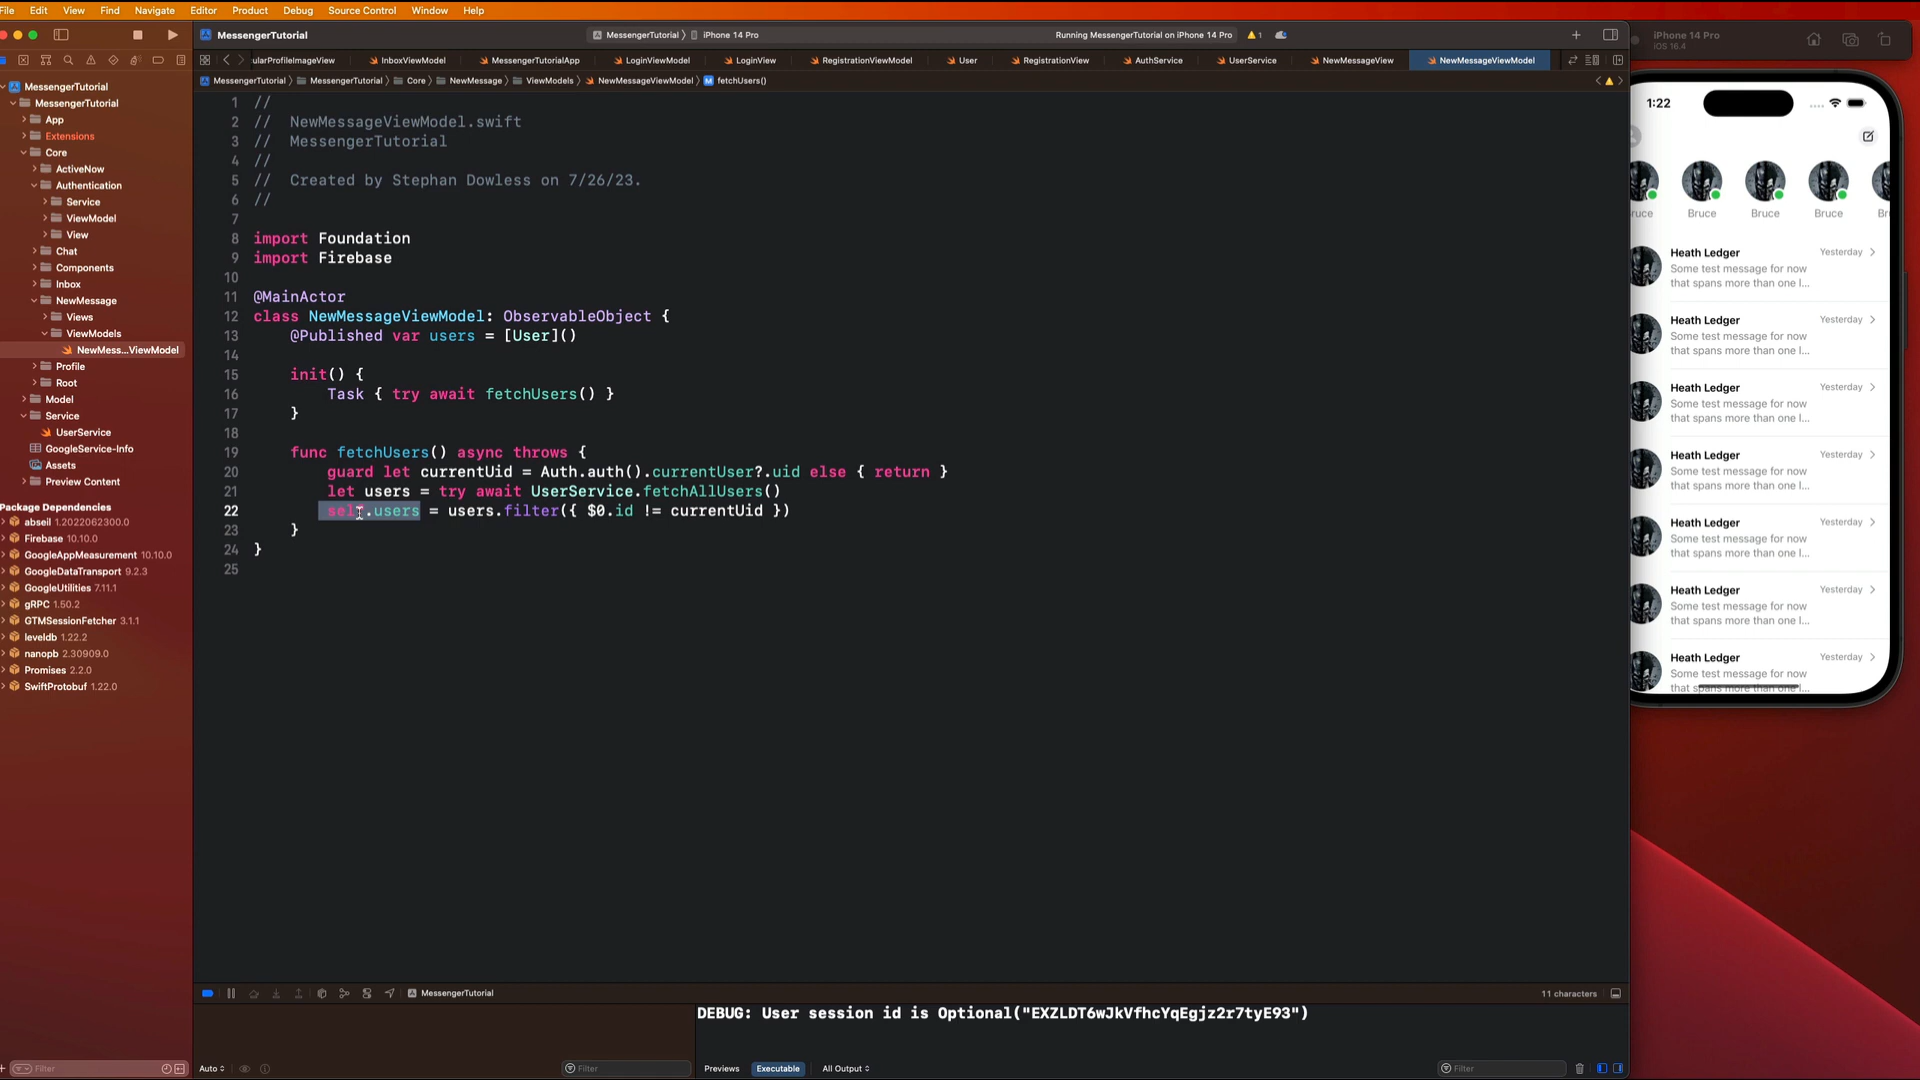 File Edit View Find Navigate Editor Product Debug Source Control Window Help
MessengerTutorial
MessengerTutorial iPhone 14 Pro
Running MessengerTutorial on iPhone 14 Pro
1
ularProfileImageView InboxViewModel MessengerTutorialApp LoginViewModel LoginView RegistrationViewModel User RegistrationView AuthService UserService NewMessageView NewMessageViewModel
MessengerTutorial MessengerTutorial Core NewMessage ViewModels NewMessageViewModel fetchUsers()
MessengerTutorial
MessengerTutorial
App
Extensions
Core
ActiveNow
Authentication
Service
ViewModel
View
Chat
Components
Inbox
NewMessage
Views
ViewModels
NewMess...ViewModel
Profile
Root
Model
Service
UserService
GoogleService-Info
Assets
Preview Content
Package Dependencies
abseil 1.2022062300.0
Firebase 10.10.0
GoogleAppMeasurement 10.10.0
GoogleDataTransport 9.2.3
GoogleUtilities 7.11.1
gRPC 1.50.2
GTMSessionFetcher 3.1.1
leveldb 1.22.2
nanopb 2.30909.0
Promises 2.2.0
SwiftProtobuf 1.22.0
Filter
1 //
2 // NewMessageViewModel.swift
3 // MessengerTutorial
4 //
5 // Created by Stephan Dowless on 7/26/23.
6 //
7
8 import Foundation
9 import Firebase
10
11 @MainActor
12 class NewMessageViewModel: ObservableObject {
13 @Published var users = [User]()
14
15 init() {
16 Task { try await fetchUsers() }
17 }
18
19 func fetchUsers() async throws {
20 guard let currentUid = Auth.auth().currentUser?.uid else { return }
21 let users = try await UserService.fetchAllUsers()
22 self.users = users.filter({ $0.id != currentUid })
23 }
24 }
25
MessengerTutorial
11 characters
DEBUG: User session id is Optional("EXZLDT6wJkVfhcYqEgjz2r7tyE93")
Auto
Filter
Previews Executable All Output
Filter
iPhone 14 Pro
iOS 16.4
1:22
ruce Bruce Bruce Bruce Br
Heath Ledger Yesterday
Some test message for now
that spans more than one l...
Heath Ledger Yesterday
Some test message for now
that spans more than one l...
Heath Ledger Yesterday
Some test message for now
that spans more than one l...
Heath Ledger Yesterday
Some test message for now
that spans more than one l...
Heath Ledger Yesterday
Some test message for now
that spans more than one l...
Heath Ledger Yesterday
Some test message for now
that spans more than one l...
Heath Ledger Yesterday
Some test message for now
that spans more than one l...